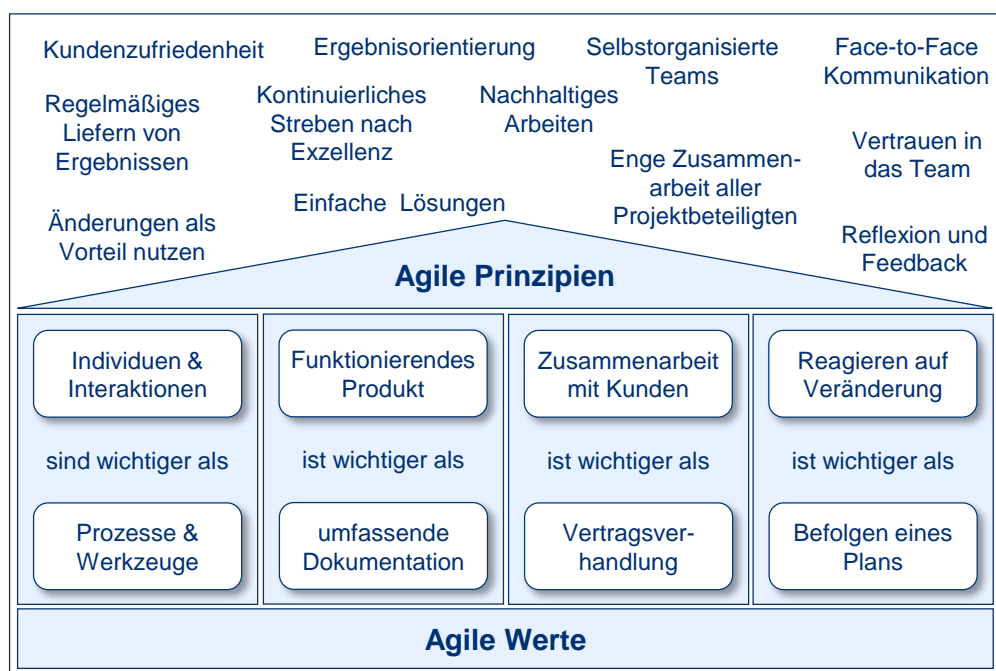 Kundenzufriedenheit
Ergebnisorientierung
Selbstorganisierte
Teams
Face-to-Face
Kommunikation
Regelmäßiges
Liefern von
Ergebnissen
Kontinuierliches
Streben nach
Exzellenz
Nachhaltiges
Arbeiten
Enge Zusammen-
arbeit aller
Projektbeteiligten
Vertrauen in
das Team
Änderungen als
Vorteil nutzen
Einfache Lösungen
Reflexion und
Feedback
Agile Prinzipien
Individuen &
Interaktionen
sind wichtiger als
Prozesse &
Werkzeuge
Funktionierendes
Produkt
ist wichtiger als
umfassende
Dokumentation
Zusammenarbeit
mit Kunden
ist wichtiger als
Vertragsver-
handlung
Reagieren auf
Veränderung
ist wichtiger als
Befolgen eines
Plans
Agile Werte